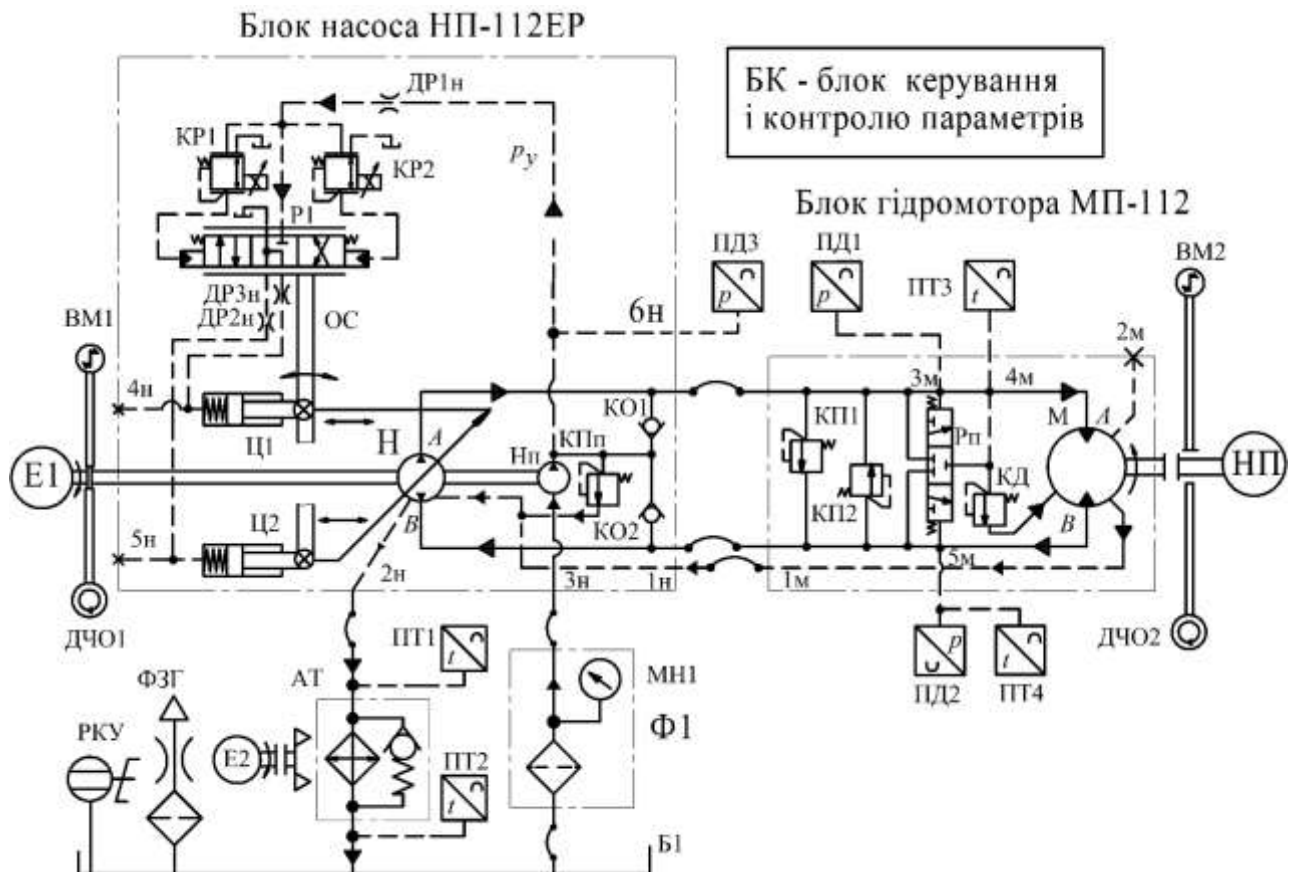 Блок насоса НП-112ЕР
БК - блок керування
і контролю параметрів
ДР1н
КР1
КР2
pу
Р1
Блок гідромотора МП-112
ПД3
ПД1
ВМ2
p
p
ПТ3
t
ДР3н
ДР2н
ОС
6н
2м
ВМ1
4н
3м
4м
КО1
М
А
Ц1
Н
А
КПп
КП1
Рп
Нп
КД
Е1
НП
КП2
В
КО2
В
Ц2
5н
5м
2н
3н
1н
1м
ДЧО1
ПТ1
t
МН1
p
t
ДЧО2
ПД2
ПТ4
ФЗГ
АТ
Ф1
РКУ
Е2
ПТ2
t
Б1